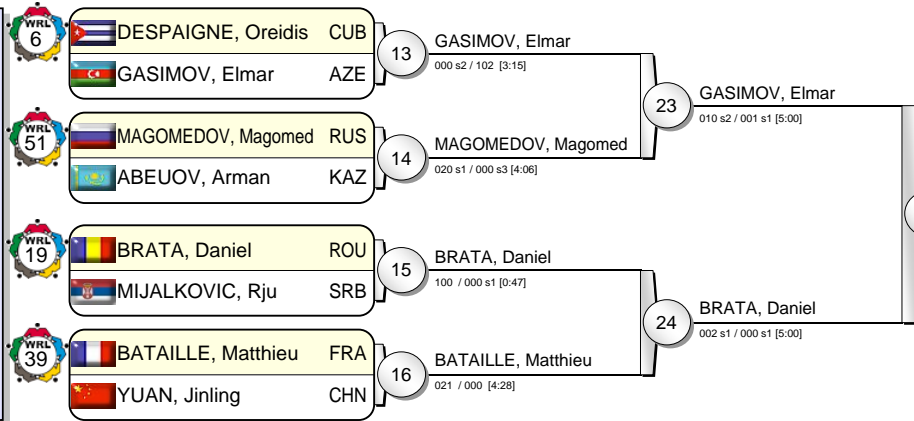 WRL
6
DESPAIGNE, Oreidis CUB
GASIMOV, Elmar AZE
13
GASIMOV, Elmar
000 s2 / 102 [3:15]
WRL
51
MAGOMEDOV, Magomed RUS
ABEUOV, Arman KAZ
14
MAGOMEDOV, Magomed
020 s1 / 000 s3 [4:06]
23
GASIMOV, Elmar
010 s2 / 001 s1 [5:00]
WRL
19
BRATA, Daniel ROU
MIJALKOVIC, Rju SRB
15
BRATA, Daniel
100 / 000 s1 [0:47]
WRL
39
BATAILLE, Matthieu FRA
YUAN, Jinling CHN
16
BATAILLE, Matthieu
021 / 000 [4:28]
24
BRATA, Daniel
002 s1 / 000 s1 [5:00]